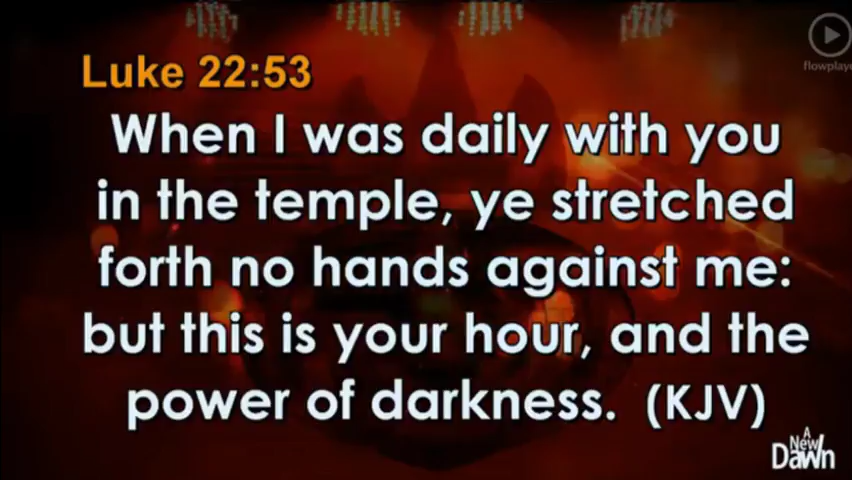 flowplaye
Luke 22:53
When I was daily with you
in the temple, ye stretched
forth no hands against me:
but this is your hour, and the
power of darkness. (KJV)
A
New
Dawn